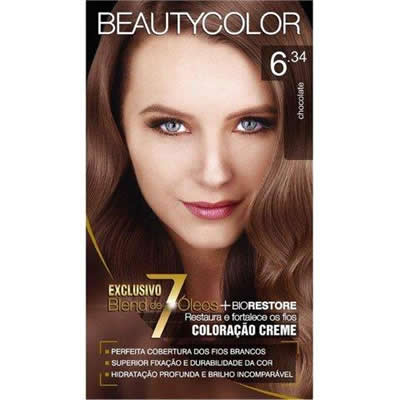 BEAUTYCOLOR
6.34
chocolate
EXCLUSIVO
Blend de 7 Óleos + BIORESTORE
Restaura e fortalece os fios
COLORAÇÃO CREME
PERFEITA COBERTURA DOS FIOS BRANCOS
SUPERIOR FIXAÇÃO E DURABILIDADE DA COR
HIDRATAÇÃO PROFUNDA E BRILHO INCOMPARÁVEL